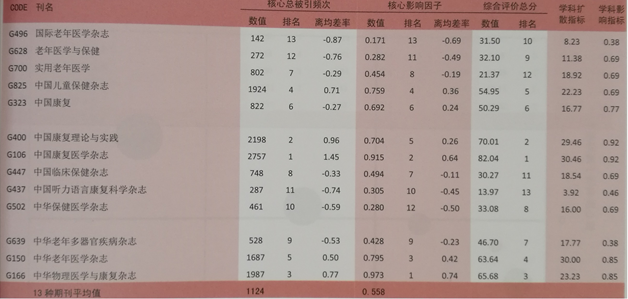 CODE 刊名 核心总被引频次 核心影响因子 综合评价总分 学科扩散指标 学科影响指标
数值 排名 离均差率 数值 排名 离均差率 数值 排名
G496 国际老年医学杂志 142 13 -0.87 0.171 13 -0.69 31.50 10 8.23 0.38
G628 老年医学与保健 272 12 -0.76 0.282 11 -0.49 32.10 9 11.38 0.69
G700 实用老年医学 802 7 -0.29 0.454 8 -0.19 21.37 12 18.92 0.69
G825 中国儿童保健杂志 1924 4 0.71 0.759 4 0.36 54.95 5 22.23 0.69
G323 中国康复 822 6 -0.27 0.692 6 0.24 50.29 6 16.77 0.77
G400 中国康复理论与实践 2198 2 0.96 0.704 5 0.26 70.01 2 29.46 0.92
G106 中国康复医学杂志 2757 1 1.45 0.915 2 0.64 82.04 1 30.46 0.92
G447 中国临床保健杂志 748 8 -0.33 0.494 7 -0.11 30.27 11 18.54 0.69
G437 中国听力语言康复科学杂志 287 11 -0.74 0.305 10 -0.45 13.97 13 3.92 0.46
G502 中华保健医学杂志 461 10 -0.59 0.280 12 -0.50 33.08 8 16.00 0.69
G639 中华老年多器官疾病杂志 528 9 -0.53 0.428 9 -0.23 46.70 7 17.77 0.38
G150 中华老年医学杂志 1687 5 0.50 0.795 3 0.42 63.64 4 30.00 0.85
G166 中华物理医学与康复杂志 1987 3 0.77 0.973 1 0.74 65.68 3 23.23 0.85
13 种期刊平均值 1124 0.558